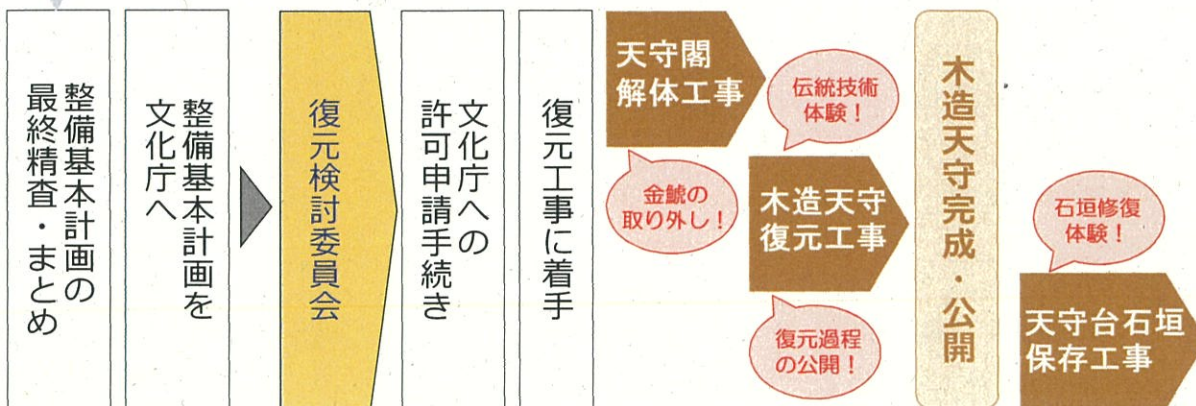 整備基本計画の
最終精査・まとめ
整備基本計画を
文化庁へ
復元検討委員会
文化庁への
許可申請手続き
復元工事に着手
天守閣
解体工事
金鯱の
取り外し!
伝統技術
体験!
木造天守
復元工事
復元過程
の公開!
木造天守完成・公開
石垣修復
体験!
天守台石垣
保存工事